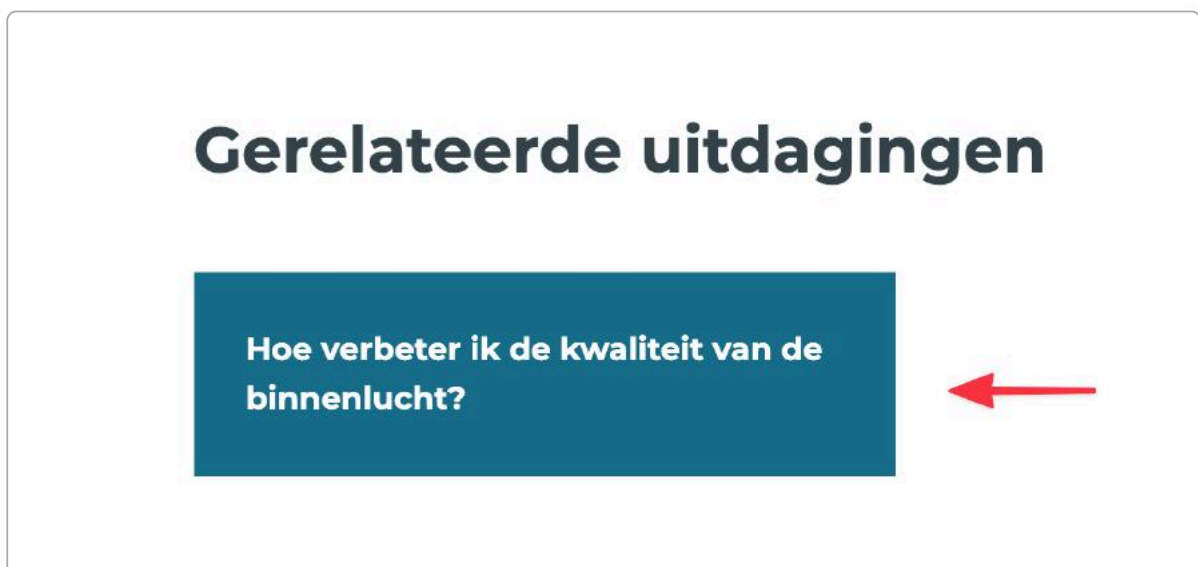 Gerelateerde uitdagingen
Hoe verbeter ik de kwaliteit van de
binnenlucht?